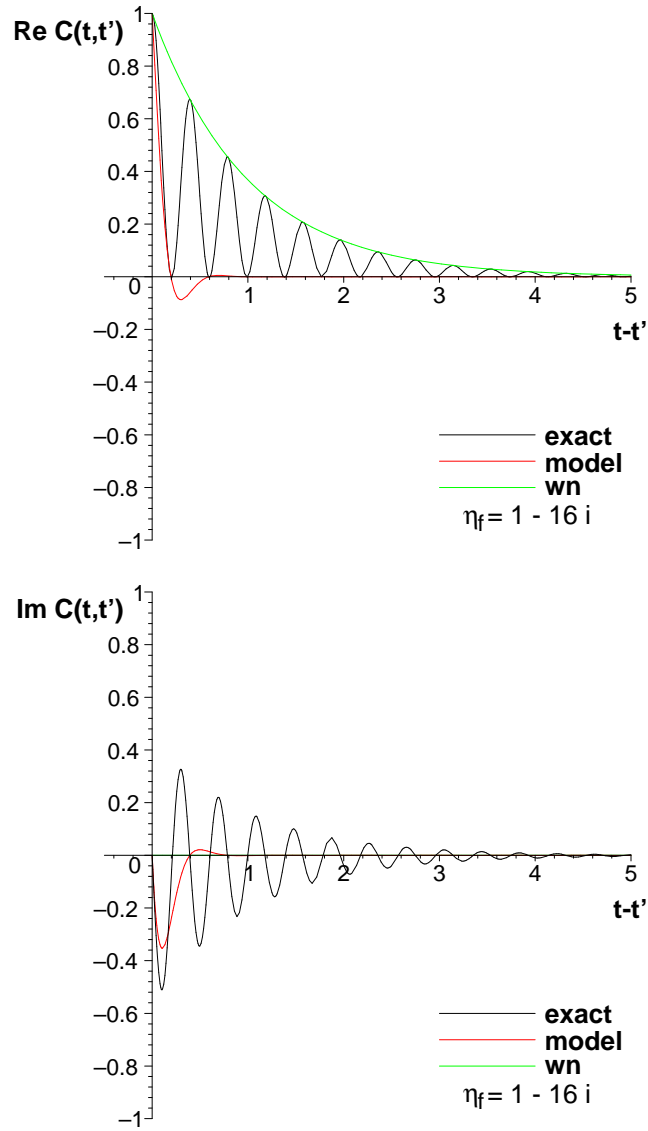 Re C(t,t’)
1
0.8
0.6
0.4
0.2
0
–0.2
–0.4
–0.6
–0.8
–1
1 2 3 4 5
t-t’
exact
model
wn
ηf = 1 - 16 i
Im C(t,t’)
1
0.8
0.6
0.4
0.2
0
–0.2
–0.4
–0.6
–0.8
–1
1 2 3 4 5
t-t’
exact
model
wn
ηf = 1 - 16 i